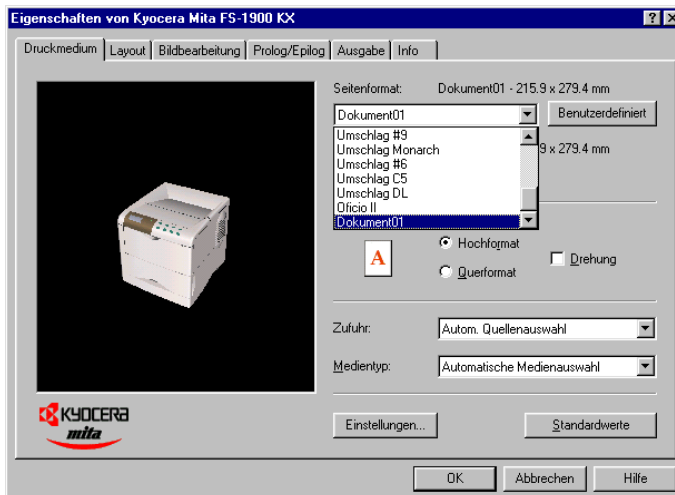 Eigenschaften von Kyocera Mita FS-1900 KX
Druckmedium Layout Bildbearbeitung Prolog/Epilog Ausgabe Info
Seitenformat: Dokument01 - 215.9 x 279.4 mm
Dokument01 Benutzerdefiniert
Umschlag #9
Umschlag Monarch 9 x 279.4 mm
Umschlag #6
Umschlag C5
Umschlag DL
Oficio II
Dokument01
A
Hochformat
Querformat
Drehung
Zufuhr: Autom. Quellenauswahl
Medientyp: Automatische Medienauswahl
KYOCERA
mita
Einstellungen... Standardwerte
OK Abbrechen Hilfe